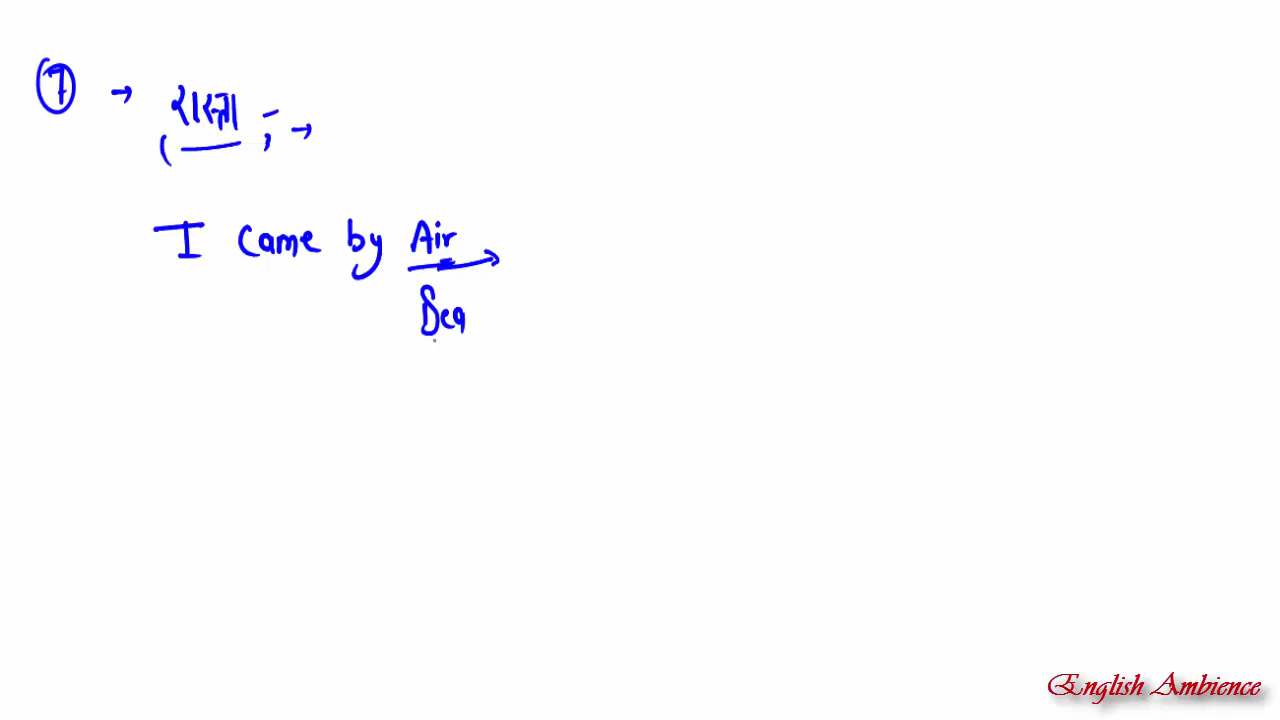 7 → रास्ता ; →
I Came by Air
Sea
English Ambience